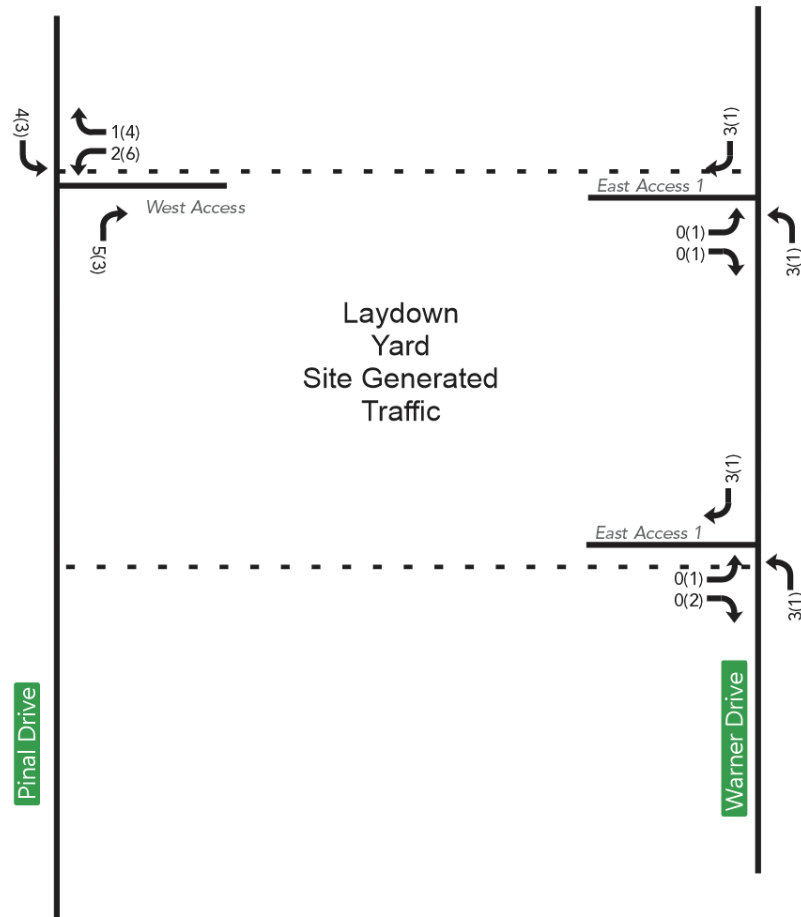 4(3)
1(4)
2(6)
West Access
5(3)
3(1)
East Access 1
0(1)
0(1)
3(1)
Laydown
Yard
Site Generated
Traffic
3(1)
East Access 1
0(1)
0(2)
3(1)
Pinal Drive
Warner Drive